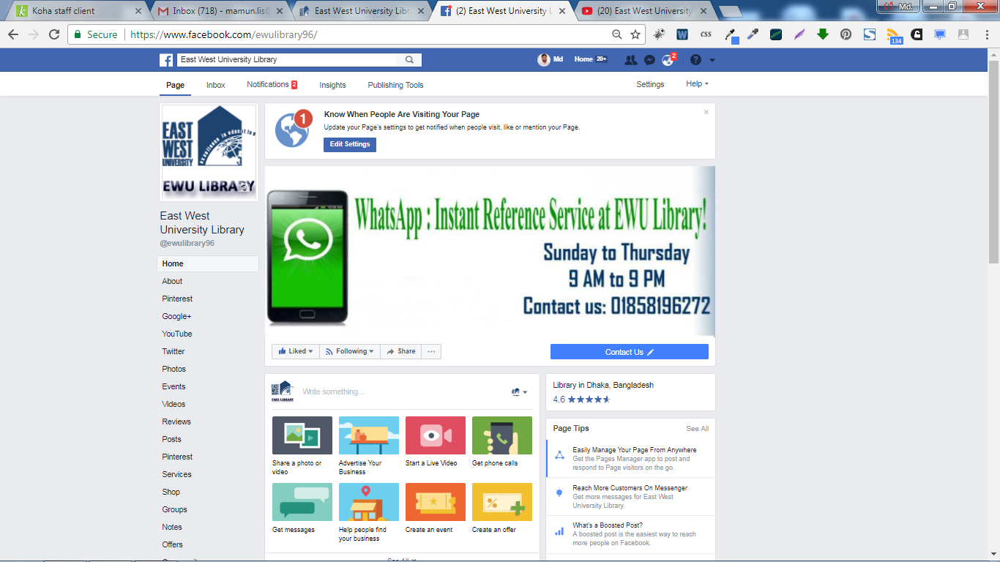 Koha staff client
Inbox (718) - mamun.lis@
East West University Libr
(2) East West University L
(20) East West University
Md.
Secure
https://www.facebook.com/ewulibrary96/
css
134
East West University Library
Md
Home 20+
2
Page
Inbox
Notifications 2
Insights
Publishing Tools
Settings
Help
EAST
WEST
UNIVERSITY
excellence in education
EWU LIBRARY
East West
University Library
@ewulibrary96
Home
About
Pinterest
Google+
YouTube
Twitter
Photos
Events
Videos
Reviews
Posts
Pinterest
Services
Shop
Groups
Notes
Offers
1
Know When People Are Visiting Your Page
Update your Page's settings to get notified when people visit, like or mention your Page.
Edit Settings
WhatsApp : Instant Reference Service at EWU Library!
Sunday to Thursday
9 AM to 9 PM
Contact us: 01858196272
Liked
Following
Share
Contact Us
EAST
WEST
EWU LIBRARY
Write something...
Share a photo or
video
Advertise Your
Business
Start a Live Video
Get phone calls
Get messages
Help people find
your business
Create an event
Create an offer
See All
Library in Dhaka, Bangladesh
4.6
Page Tips
See All
Easily Manage Your Page From Anywhere
Get the Pages Manager app to post and
respond to Page visitors on the go.
Reach More Customers On Messenger
Get more messages for East West
University Library.
What's a Boosted Post?
A boosted post is the easiest way to reach
more people on Facebook.